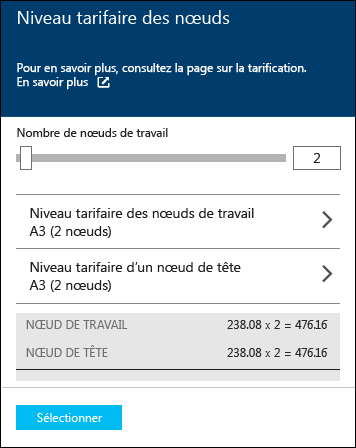 Niveau tarifaire des nœuds
Pour en savoir plus, consultez la page sur la tarification.
En savoir plus
Nombre de nœuds de travail
2
Niveau tarifaire des nœuds de travail
A3 (2 nœuds)
Niveau tarifaire d'un nœud de tête
A3 (2 nœuds)
NŒUD DE TRAVAIL 238.08 x 2 = 476.16
NŒUD DE TÊTE 238.08 x 2 = 476.16
Sélectionner